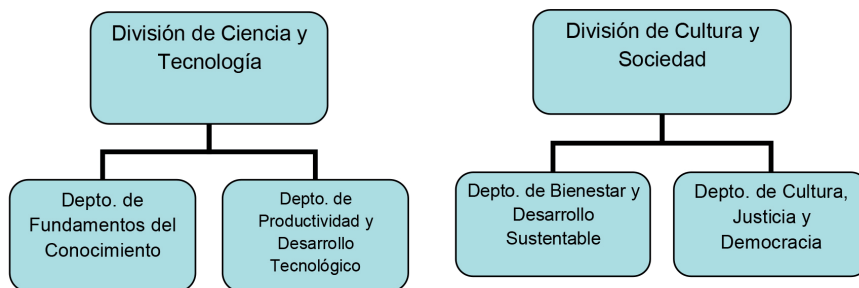 División de Ciencia y
Tecnología
División de Cultura y
Sociedad
Depto. de
Fundamentos del
Conocimiento
Depto. de
Productividad y
Desarrollo
Tecnológico
Depto. de Bienestar y
Desarrollo
Sustentable
Depto. de Cultura,
Justicia y
Democracia